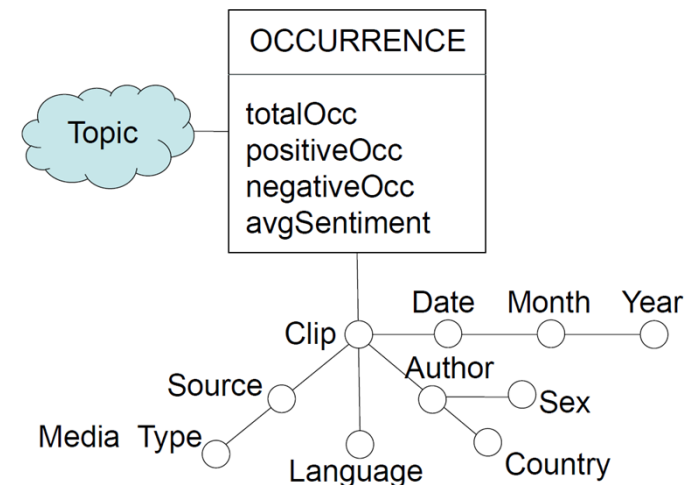 OCCURRENCE
totalOcc
positiveOcc
negativeOcc
avgSentiment
Topic
Date Month Year
Clip
Author
Source
Sex
Media Type
Country
Language